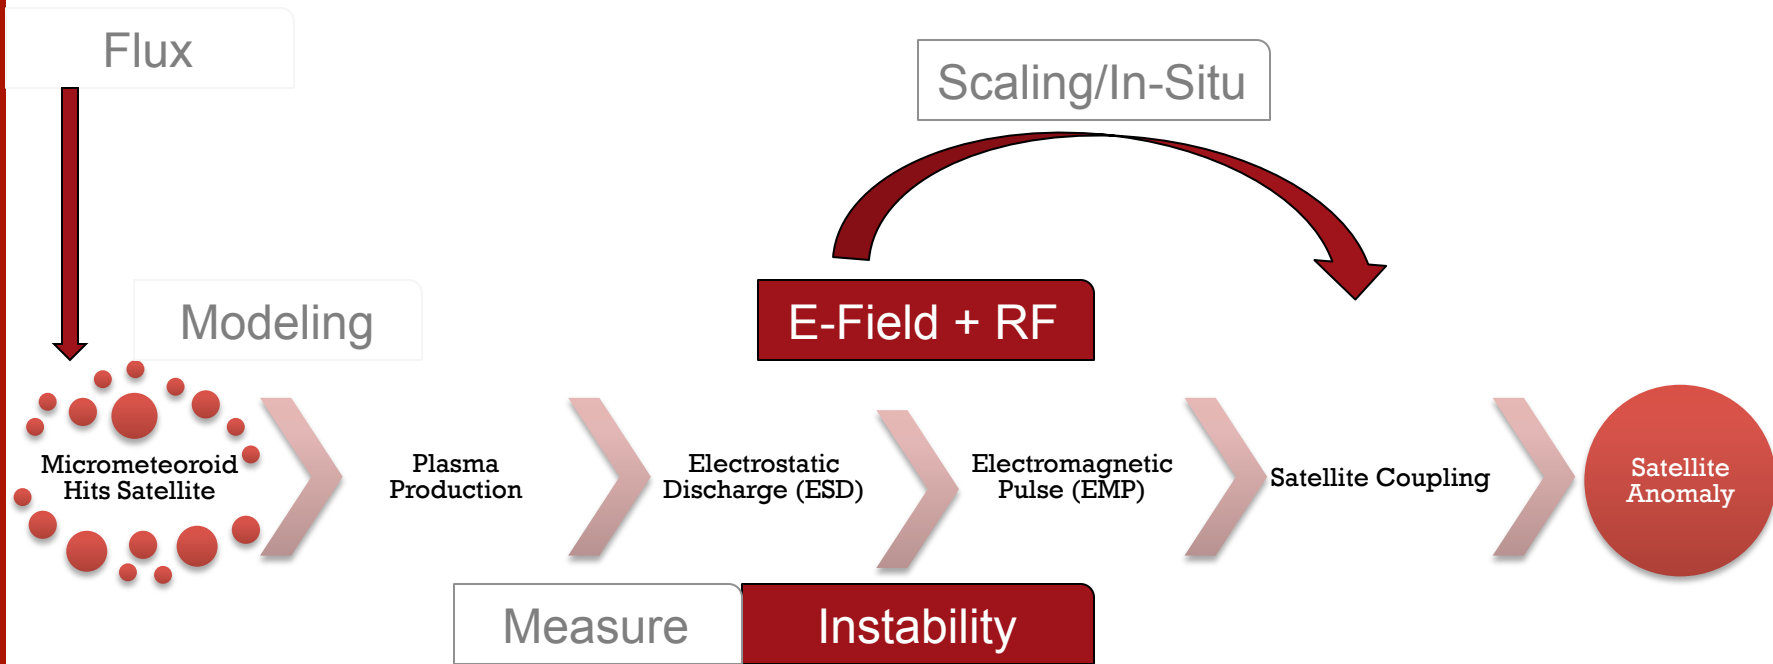 Flux
Scaling/In-Situ
Modeling
E-Field + RF
Micrometeoroid
Hits Satellite
Plasma
Production
Electrostatic
Discharge (ESD)
Electromagnetic
Pulse (EMP)
Satellite Coupling
Satellite
Anomaly
Measure
Instability